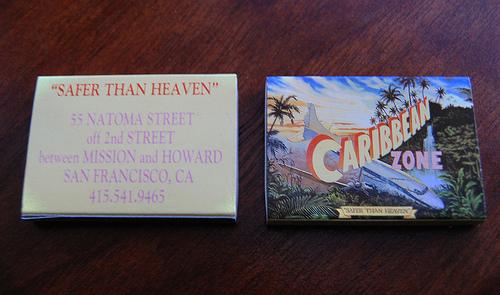 "SAFER THAN HEAVEN"
55 NATOMA STREET
off 2nd STREET
between MISSION and HOWARD
SAN FRANCISCO, CA
415.541.9465
CARIBBEAN
ZONE
"SAFER THAN HEAVEN"